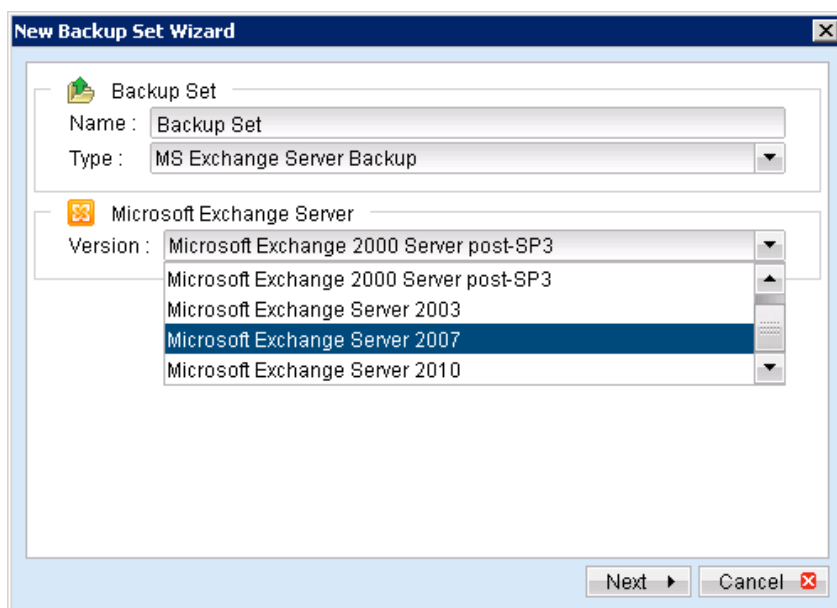 New Backup Set Wizard
Backup Set
Name : Backup Set
Type : MS Exchange Server Backup
Microsoft Exchange Server
Version : Microsoft Exchange 2000 Server post-SP3
Microsoft Exchange 2000 Server post-SP3
Microsoft Exchange Server 2003
Microsoft Exchange Server 2007
Microsoft Exchange Server 2010
Next Cancel